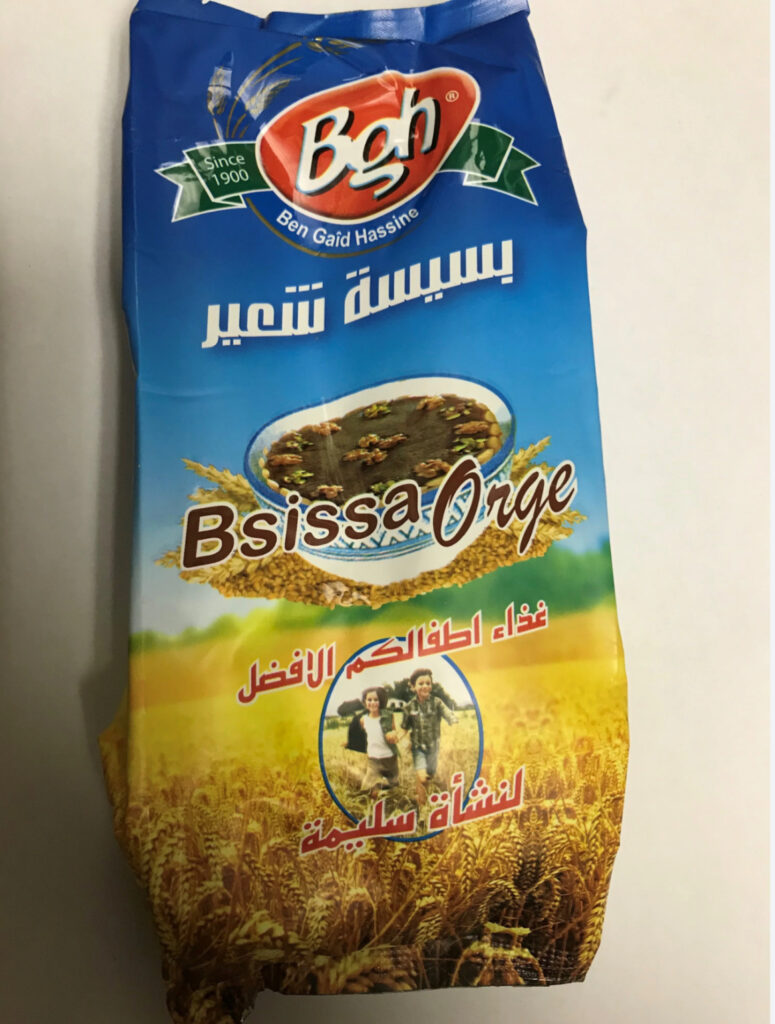 Bgh®
Since
1900
Ben Gaïd Hassine
بسيسة شعير
Bsissa Orge
غذاء اطفالكم الافضل
لنشأة سليمة